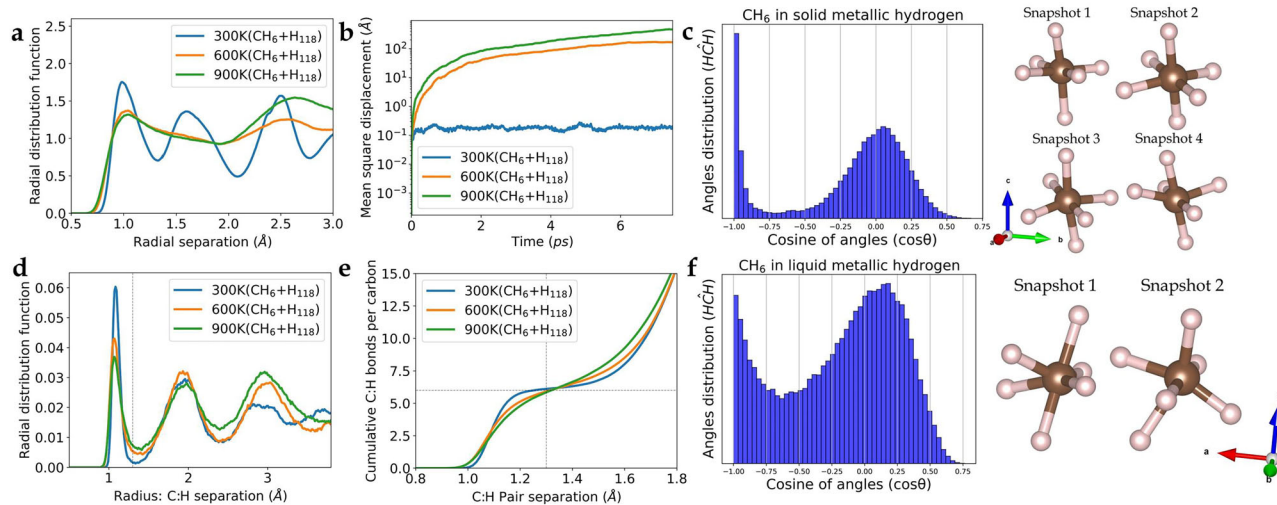 a
Radial distribution function
2.5
2.0
1.5
1.0
0.5
0.0
300K(CH₆+H₁₁₈)
600K(CH₆+H₁₁₈)
900K(CH₆+H₁₁₈)
0.5 1.0 1.5 2.0 2.5 3.0
Radial separation (Å)
b
Mean square displacement (Å)
10²
10¹
10⁰
10⁻¹
10⁻²
10⁻³
300K(CH₆+H₁₁₈)
600K(CH₆+H₁₁₈)
900K(CH₆+H₁₁₈)
0 2 4 6
Time (ps)
c
CH₆ in solid metallic hydrogen
Angles distribution (HĈH)
-1.00 -0.75 -0.50 -0.25 0.00 0.25 0.50 0.75
Cosine of angles (cosθ)
Snapshot 1
Snapshot 2
Snapshot 3
Snapshot 4
c
a
b
d
Radial distribution function
0.06
0.05
0.04
0.03
0.02
0.01
0.00
300K(CH₆+H₁₁₈)
600K(CH₆+H₁₁₈)
900K(CH₆+H₁₁₈)
1 2 3
Radius: C:H separation (Å)
e
Cumulative C:H bonds per carbon
15.0
12.5
10.0
7.5
5.0
2.5
0.0
300K(CH₆+H₁₁₈)
600K(CH₆+H₁₁₈)
900K(CH₆+H₁₁₈)
0.8 1.0 1.2 1.4 1.6 1.8
C:H Pair separation (Å)
f
CH₆ in liquid metallic hydrogen
Angles distribution (HĈH)
-1.00 -0.75 -0.50 -0.25 0.00 0.25 0.50 0.75
Cosine of angles (cosθ)
Snapshot 1
Snapshot 2
a
b